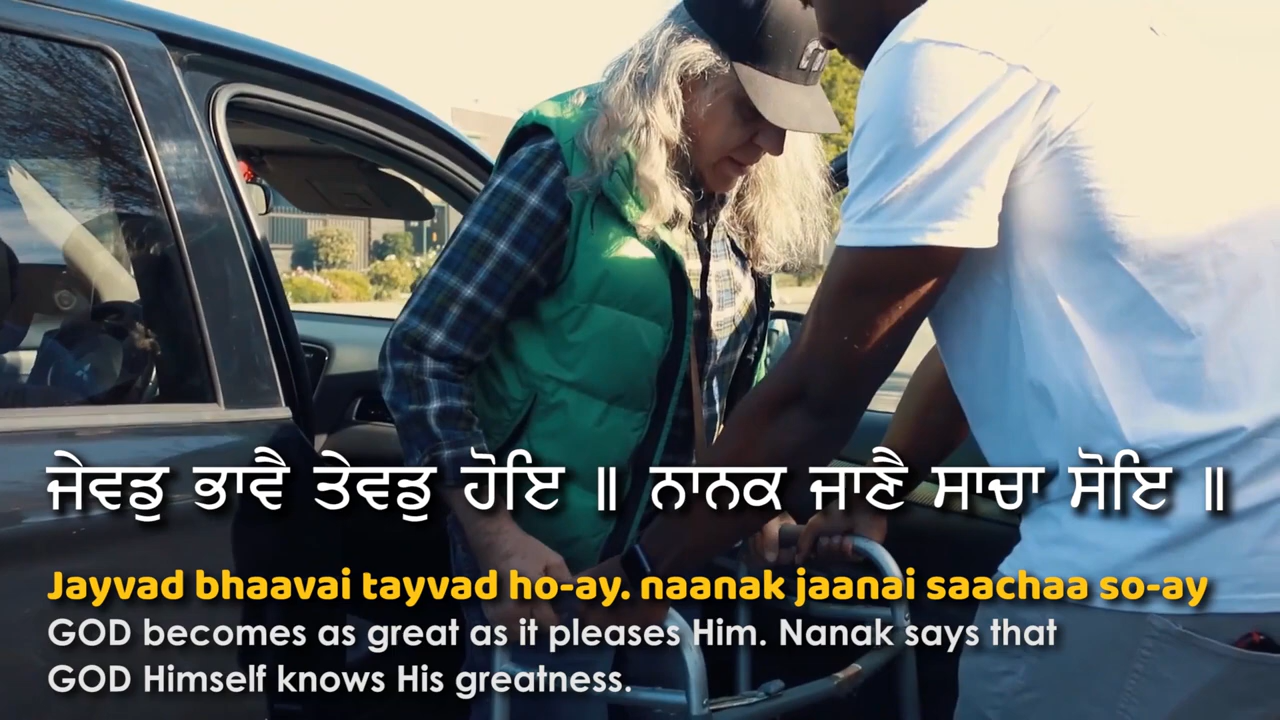 ਜੇਵਡੁ ਭਾਵੈ ਤੇਵਡੁ ਹੋਇ ॥ ਨਾਨਕ ਜਾਣੈ ਸਾਚਾ ਸੋਇ ॥
Jayvad bhaavai tayvad ho-ay. naanak jaanai saachaa so-ay
GOD becomes as great as it pleases Him. Nanak says that
GOD Himself knows His greatness.